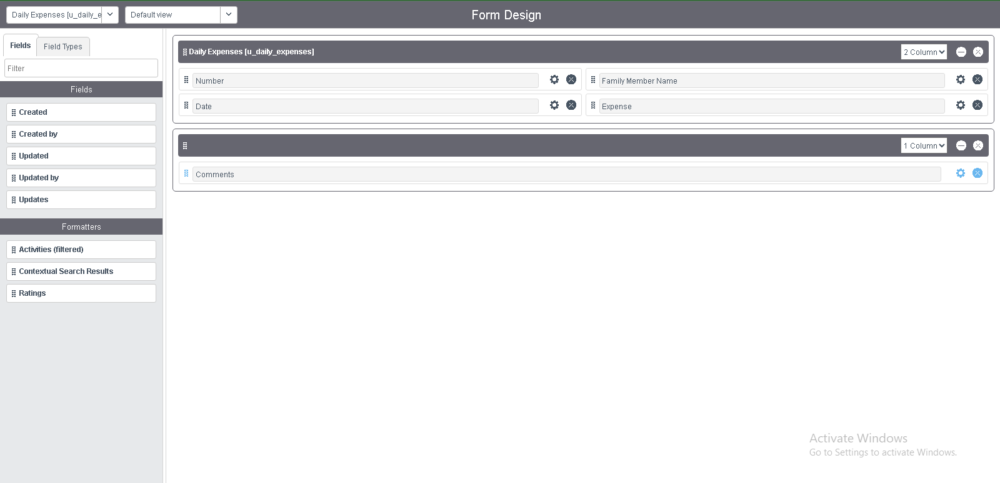 Daily Expenses [u_daily_e
Default view
Form Design
Fields
Field Types
Filter
Fields
Created
Created by
Updated
Updated by
Updates
Formatters
Activities (filtered)
Contextual Search Results
Ratings
Daily Expenses [u_daily_expenses]
2 Column
Number
Family Member Name
Date
Expense
1 Column
Comments
Activate Windows
Go to Settings to activate Windows.